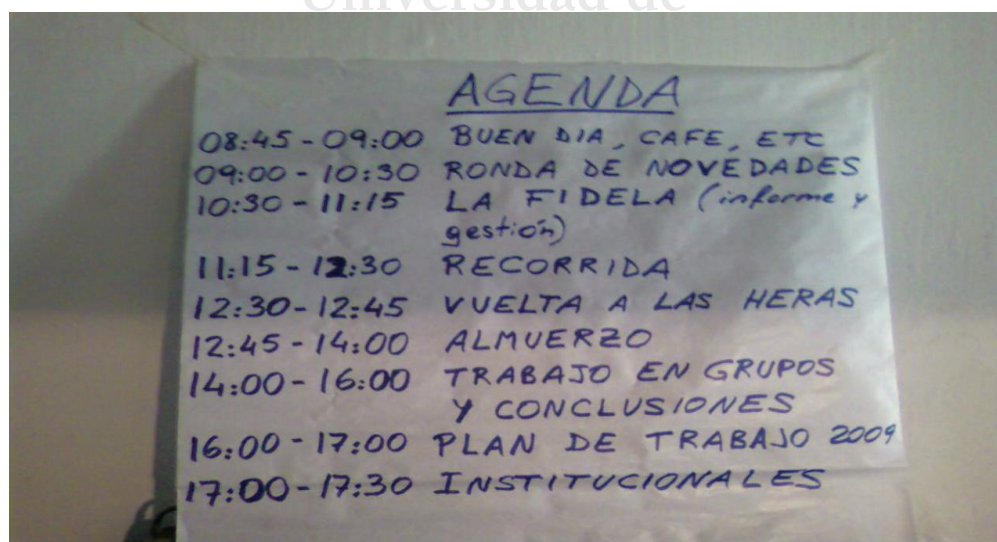 Universidad de
AGENDA
08:45 - 09:00 BUEN DIA, CAFE, ETC
09:00 - 10:30 RONDA DE NOVEDADES
10:30 - 11:15 LA FIDELA (informe y
gestión)
11:15 - 12:30 RECORRIDA
12:30 - 12:45 VUELTA A LAS HERAS
12:45 - 14:00 ALMUERZO
14:00 - 16:00 TRABAJO EN GRUPOS
Y CONCLUSIONES
16:00 - 17:00 PLAN DE TRABAJO 2009
17:00 - 17:30 INSTITUCIONALES